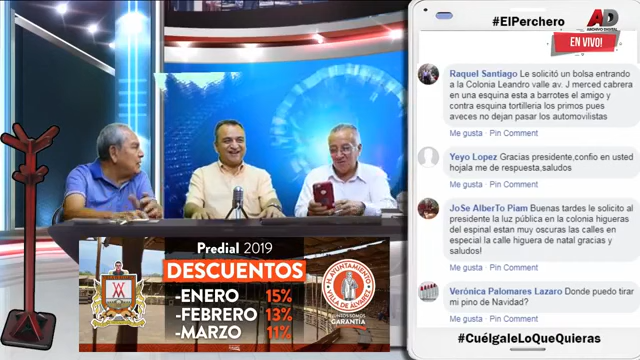 #ElPerchero
AD
ARCHIVO DIGITAL
EN VIVO!
Raquel Santiago Le solicitó un bolsa entrando
a la Colonia Leandro valle av. J merced cabrera
en una esquina esta a barrotes el amigo y
contra esquina tortilleria los primos pues
aveces no dejan pasar los automovilistas
Me gusta · Pin Comment
Yeyo Lopez Gracias presidente,confio en usted
hojala me de respuesta,saludos
Me gusta · Pin Comment
JoSe AlberTo Piam Buenas tardes le solicito al
presidente la luz pública en la colonia higueras
del espinal estan muy oscuras las calles en
especial la calle higuera de natal gracias y
saludos!
Me gusta · Pin Comment
Verónica Palomares Lazaro Donde puedo tirar
mi pino de Navidad?
Me gusta · Pin Comment
#CuélgaleLoQueQuieras
Predial 2019
DESCUENTOS
-ENERO 15%
-FEBRERO 13%
-MARZO 11%
H. AYUNTAMIENTO
VILLA DE ÁLVAREZ
JUNTOS SOMOS
GARANTÍA